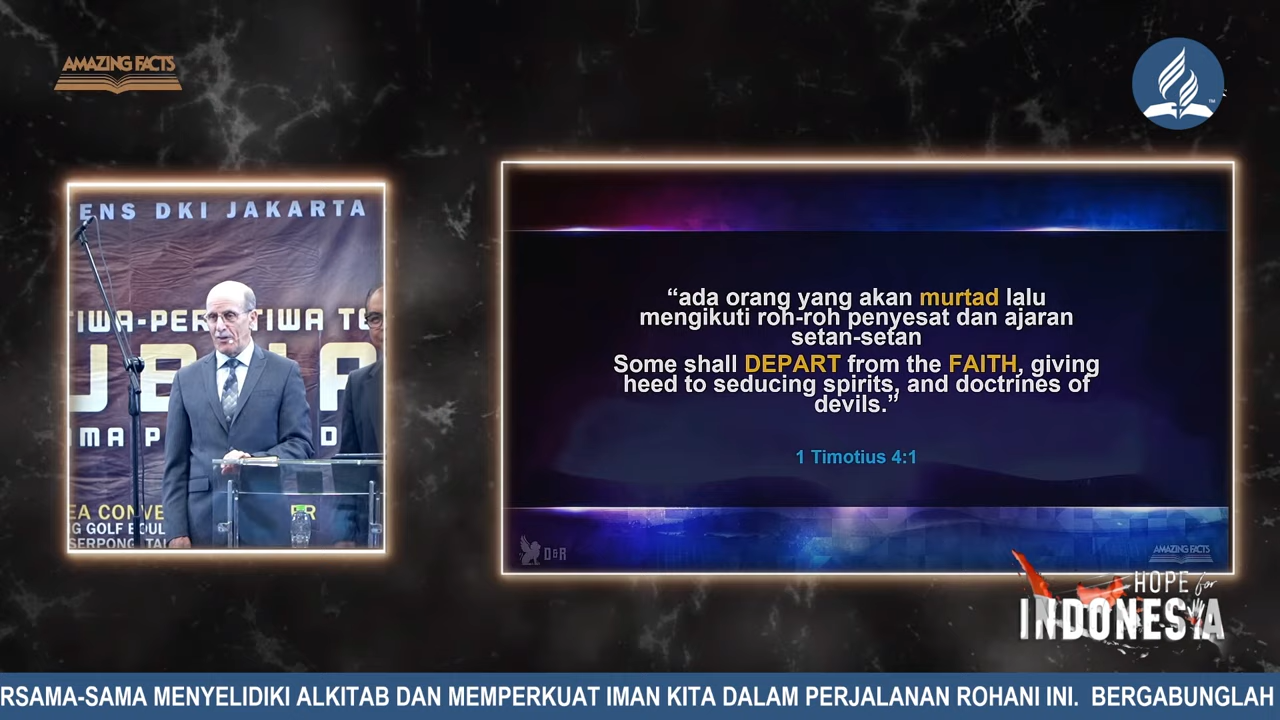 AMAZING FACTS
ENS DKI JAKARTA
“ada orang yang akan murtad lalu
mengikuti roh-roh penyesat dan ajaran
setan-setan
Some shall DEPART from the FAITH, giving
heed to seducing spirits, and doctrines of
devils.”
1 Timotius 4:1
D&R
AMAZING FACTS
HOPE for
INDONESIA
RSAMA-SAMA MENYELIDIKI ALKITAB DAN MEMPERKUAT IMAN KITA DALAM PERJALANAN ROHANI INI. BERGABUNGLAH